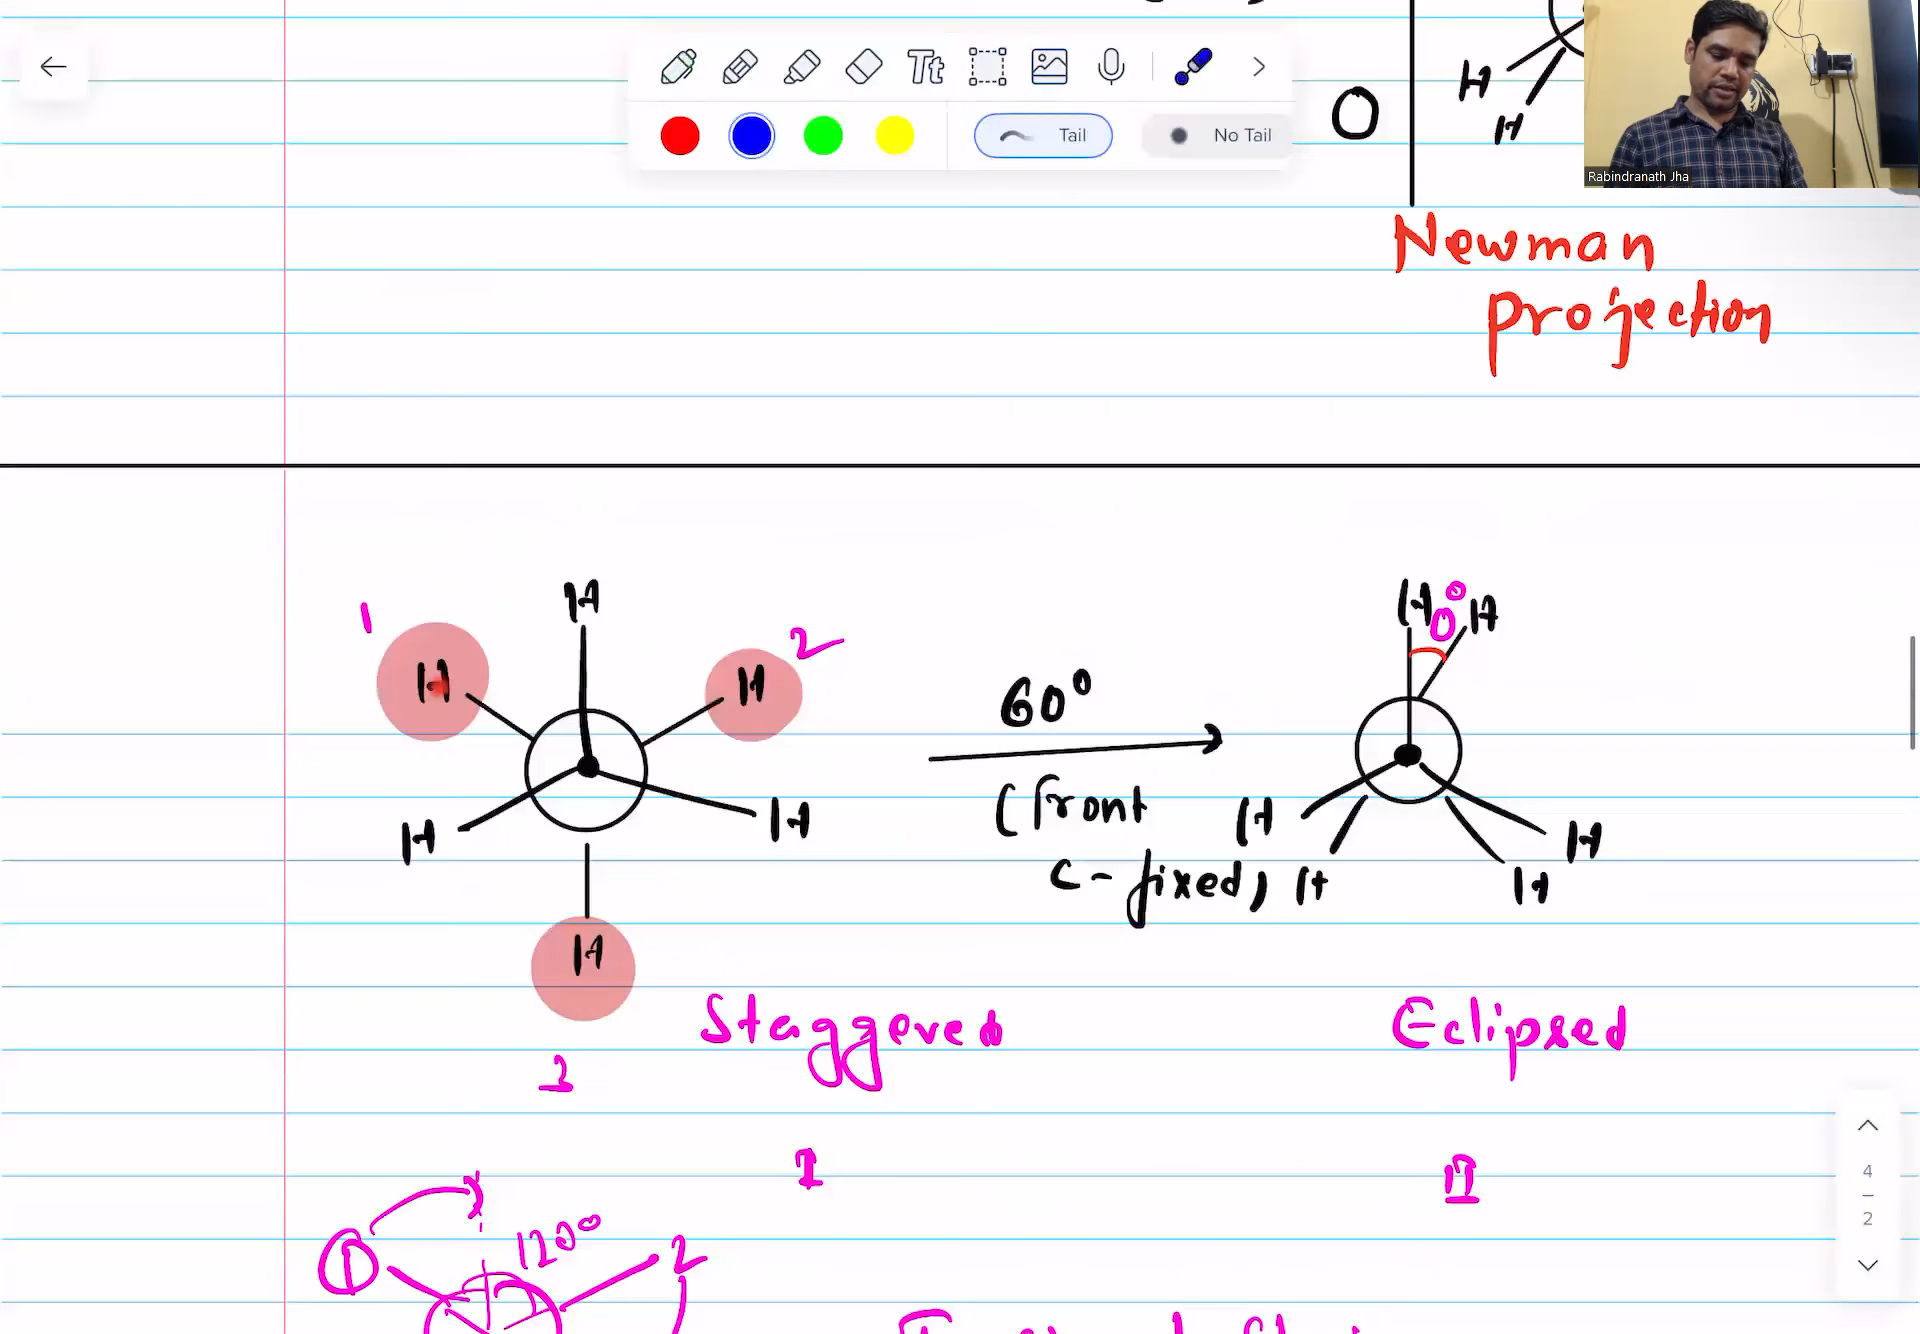 Tt
Tail
No Tail
O
H
H
Rabindranath Jha
Newman
projection
H
1
H
H
2
H
H
H
3
60°
(front
C-fixed)
H
0°
H
H
H
H
H
Staggered
Eclipsed
I
II
4
2
1
120°
2